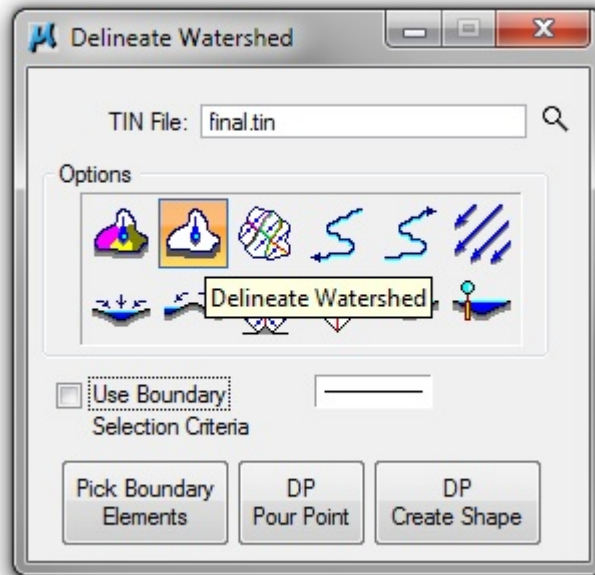 Delineate Watershed
TIN File: final.tin
Options
Delineate Watershed
Use Boundary
Selection Criteria
Pick Boundary
Elements
DP
Pour Point
DP
Create Shape